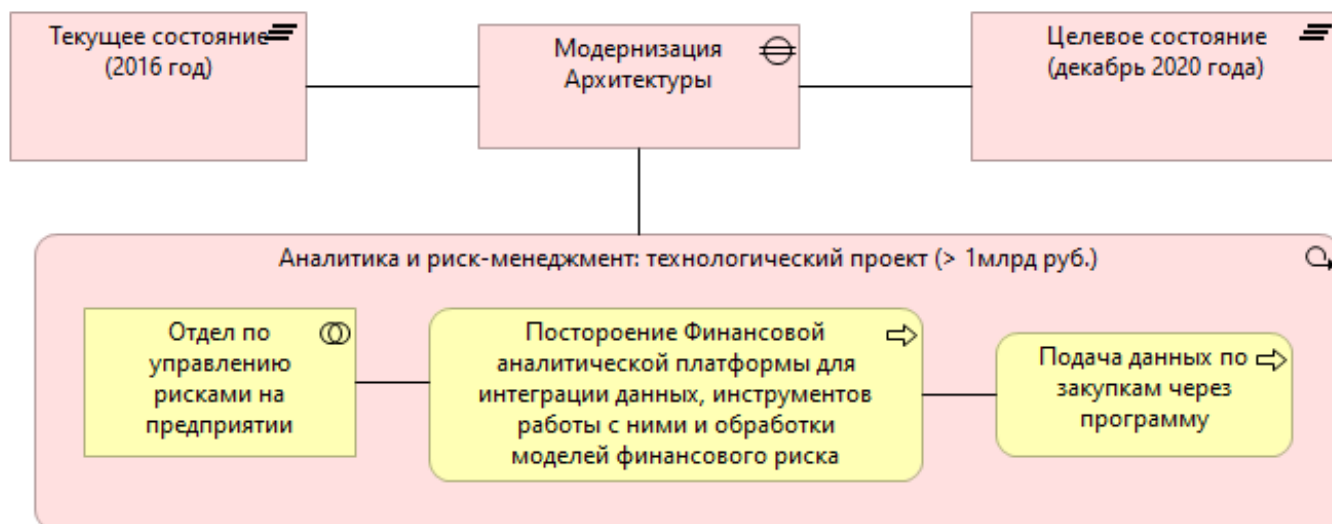 Текущее состояние
(2016 год)
Модернизация
Архитектуры
Целевое состояние
(декабрь 2020 года)
Аналитика и риск-менеджмент: технологический проект (> 1млрд руб.)
Отдел по
управлению
рисками на
предприятии
Постороение Финансовой
аналитической платформы для
интеграции данных, инструментов
работы с ними и обработки
моделей финансового риска
Подача данных по
закупкам через
программу